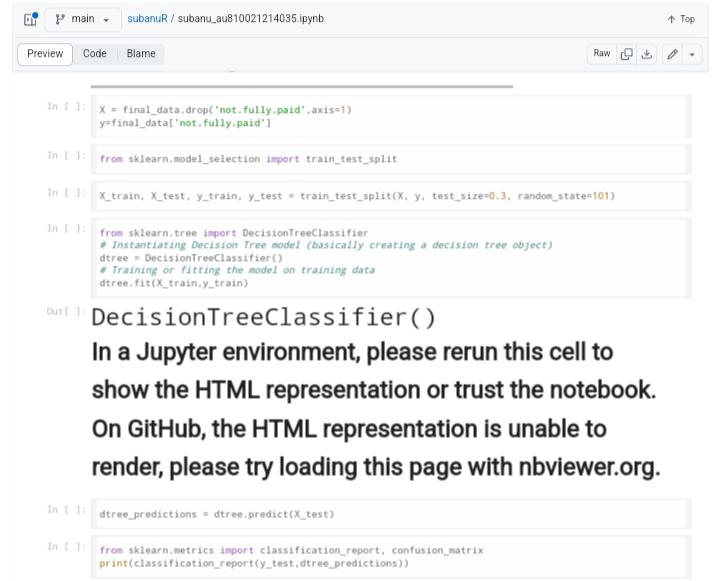 main
subanuR / subanu_au810021214035.ipynb
Top
Preview Code Blame
Raw
In [ ]: X = final_data.drop('not.fully.paid',axis=1)
y=final_data['not.fully.paid']
In [ ]: from sklearn.model_selection import train_test_split
In [ ]: X_train, X_test, y_train, y_test = train_test_split(X, y, test_size=0.3, random_state=101)
In [ ]: from sklearn.tree import DecisionTreeClassifier
# Instantiating Decision Tree model (basically creating a decision tree object)
dtree = DecisionTreeClassifier()
# Training or fitting the model on training data
dtree.fit(X_train,y_train)
Out[ ]: DecisionTreeClassifier()
In a Jupyter environment, please rerun this cell to
show the HTML representation or trust the notebook.
On GitHub, the HTML representation is unable to
render, please try loading this page with nbviewer.org.
In [ ]: dtree_predictions = dtree.predict(X_test)
In [ ]: from sklearn.metrics import classification_report, confusion_matrix
print(classification_report(y_test,dtree_predictions))